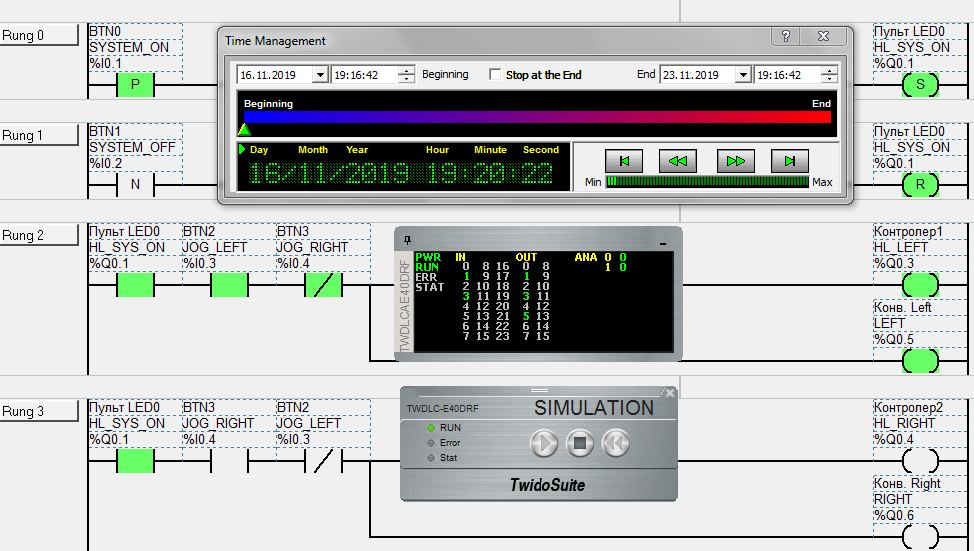 Rung 0
BTN0
SYSTEM_ON
%I0.1
P
Пульт LED0
HL_SYS_ON
%Q0.1
S
Time Management
16.11.2019 19:16:42 Beginning Stop at the End End 23.11.2019 19:16:42
Beginning End
Day Month Year Hour Minute Second
16/11/2019 19:20:22
Min Max
Rung 1
BTN1
SYSTEM_OFF
%I0.2
N
Пульт LED0
HL_SYS_ON
%Q0.1
R
Rung 2
Пульт LED0 BTN2 BTN3
HL_SYS_ON JOG_LEFT JOG_RIGHT
%Q0.1 %I0.3 %I0.4
TWDLCAE40DRF
PWR IN OUT ANA 0 0
RUN 0 8 16 0 8 1 0
ERR 1 9 17 1 9
STAT 2 10 18 2 10
3 11 19 3 11
4 12 20 4 12
5 13 21 5 13
6 14 22 6 14
7 15 23 7 15
Контролер1
HL_LEFT
%Q0.3
Конв. Left
LEFT
%Q0.5
Rung 3
Пульт LED0 BTN3 BTN2
HL_SYS_ON JOG_RIGHT JOG_LEFT
%Q0.1 %I0.4 %I0.3
TWDLC-E40DRF SIMULATION
RUN
Error
Stat
TwidoSuite
Контролер2
HL_RIGHT
%Q0.4
Конв. Right
RIGHT
%Q0.6